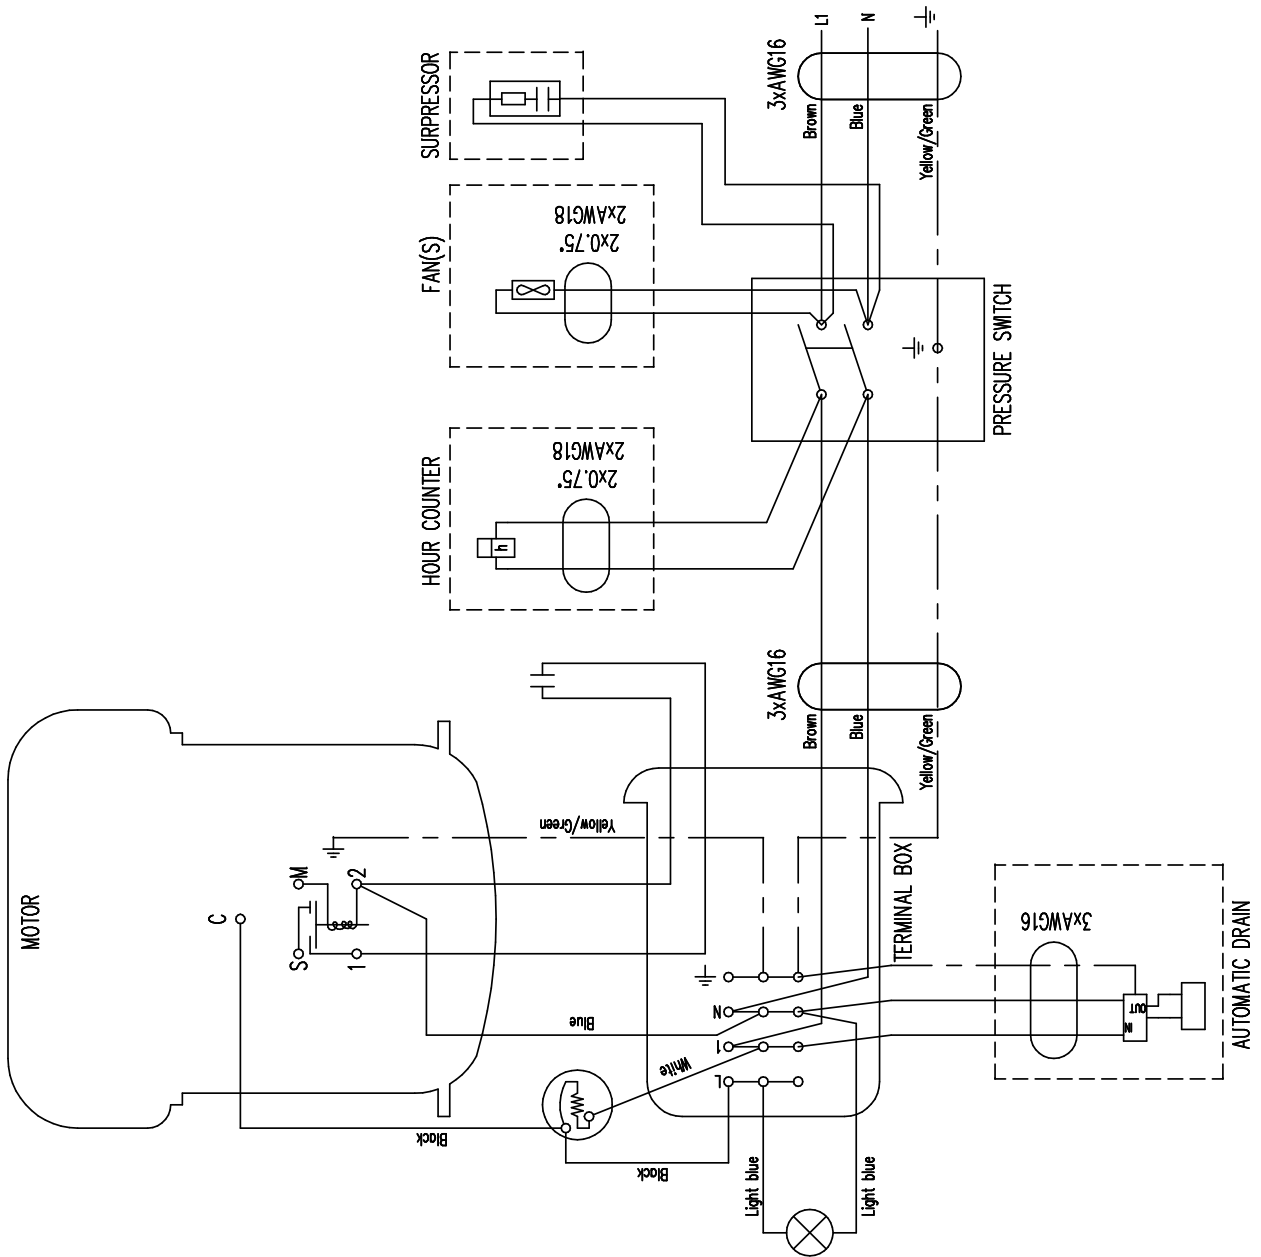 SURPRESSOR
3xAWG16
L1
N
Brown
Blue
Yellow/Green
FAN(S)
2xAWG18
2x0.75°
PRESSURE SWITCH
HOUR COUNTER
2xAWG18
2x0.75°
h
3xAWG16
Brown
Blue
Yellow/Green
MOTOR
C
M
S
2
1
Yellow/Green
TERMINAL BOX
Blue
N
1
L
White
Black
Black
Light blue
Light blue
3xAWG16
OUT
IN
AUTOMATIC DRAIN